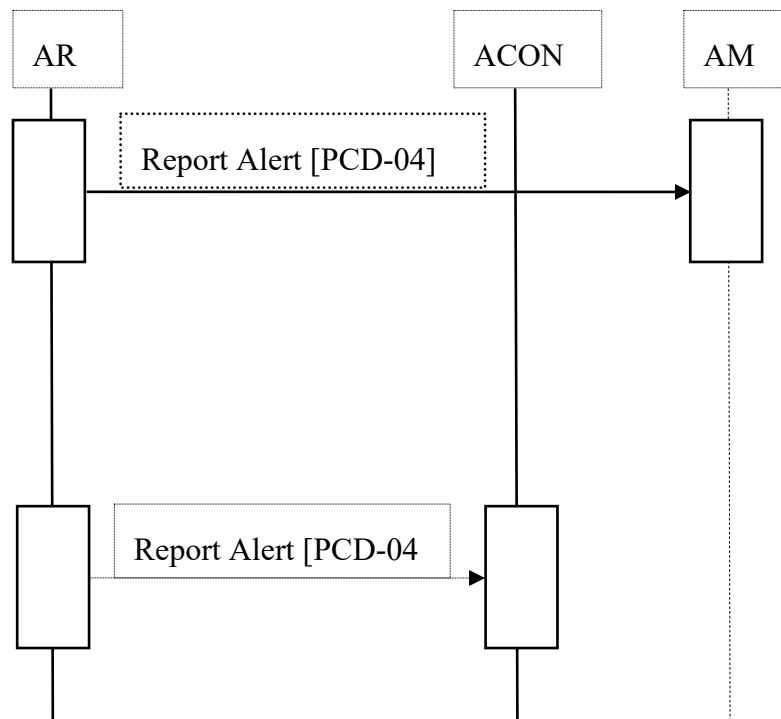 AR
ACON
AM
Report Alert [PCD-04]
Report Alert [PCD-04